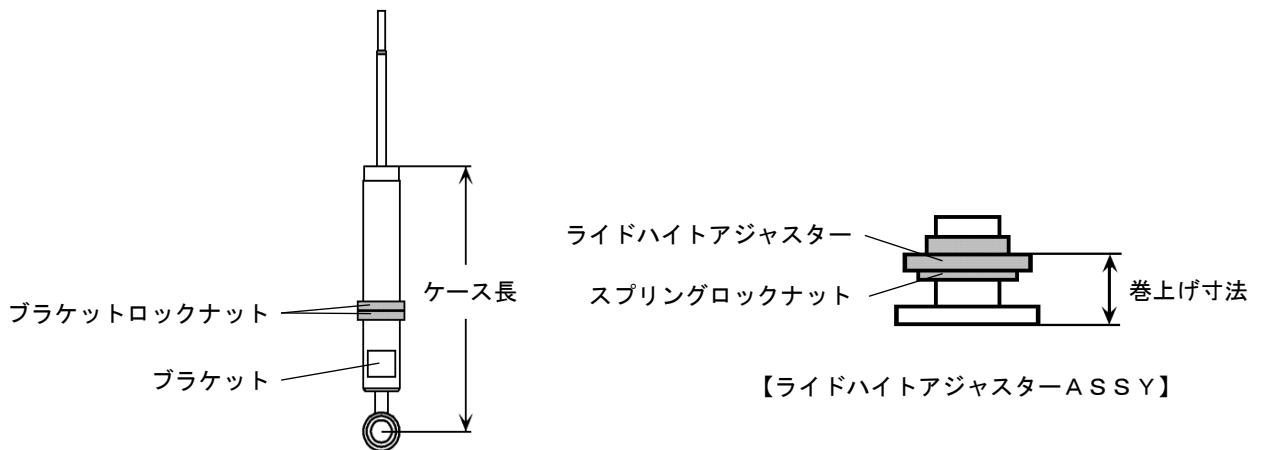 ケース長
ブラケットロックナット
ブラケット
ライドハイトアジャスター
スプリングロックナット
巻上げ寸法
【ライドハイトアジャスターＡＳＳＹ】